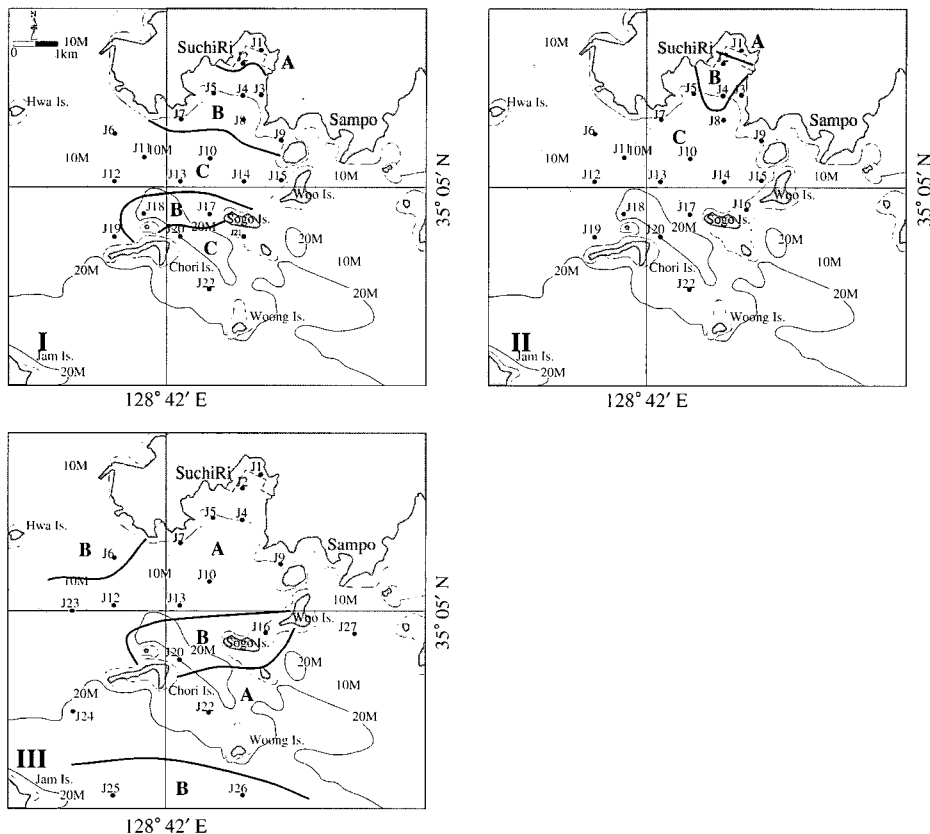 N
10M
0 1km
SuchiRi
J1
J2
A
Hwa Is.
J5 J4 J3
J7
B
J8
Sampo
J6
J9
J11
10M
10M
J10
C
J12
J13
J14
J15
10M
35° 05′ N
Woo Is.
B
J18
J17
Sogo Is.
J19
J20
20M
J21
20M
C
Chori Is.
10M
20M
J22
20M
Woong Is.
I
Jam Is.
20M
128° 42′ E
10M
SuchiRi
J1
A
J2
B
Hwa Is.
J5 J4 J3
J7
J8
Sampo
J6
J9
C
J11
10M
10M
J10
J12
J13
J14
J15
10M
35° 05′ N
Woo Is.
J16
J18
J17
Sogo Is.
J19
J20
20M
20M
Chori Is.
10M
20M
J22
20M
Woong Is.
II
Jam Is.
20M
128° 42′ E
10M
SuchiRi
J1
J2
J5 J4
Hwa Is.
J7
A
Sampo
B
J6
J9
10M
10M
J10
J23
J12
J13
10M
35° 05′ N
Woo Is.
J16
J27
B
Sogo Is.
J20
20M
20M
Chori Is.
10M
20M
A
J24
J22
20M
Woong Is.
III
Jam Is.
20M
J25
B
J26
128° 42′ E